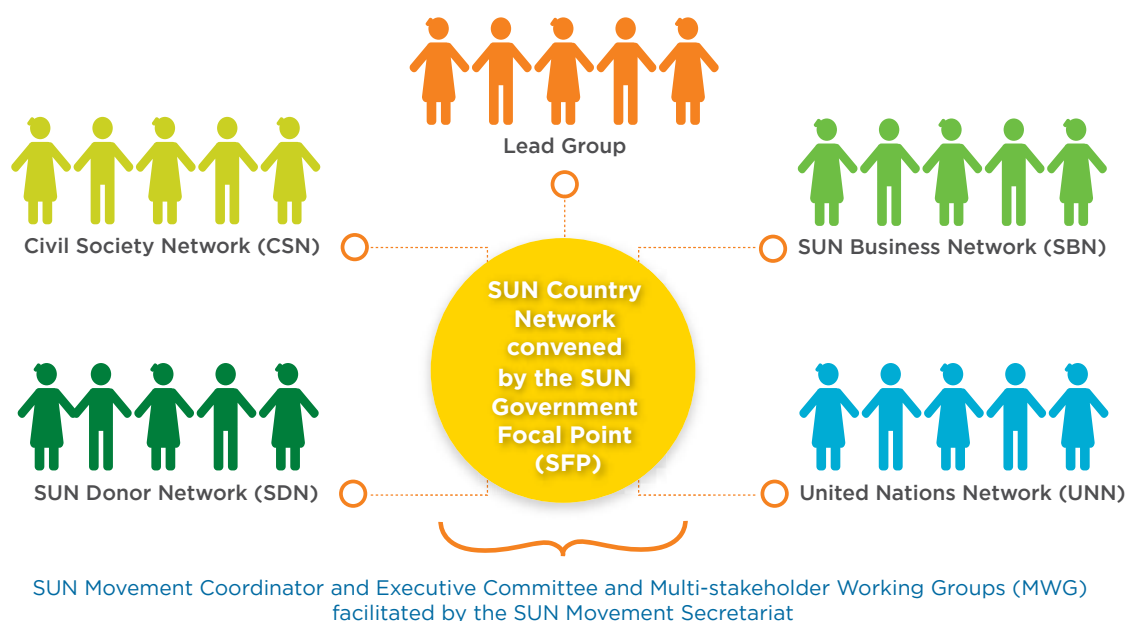 Lead Group
Civil Society Network (CSN)
SUN Business Network (SBN)
SUN Country
Network
convened
by the SUN
Government
Focal Point
(SFP)
SUN Donor Network (SDN)
United Nations Network (UNN)
SUN Movement Coordinator and Executive Committee and Multi-stakeholder Working Groups (MWG)
facilitated by the SUN Movement Secretariat